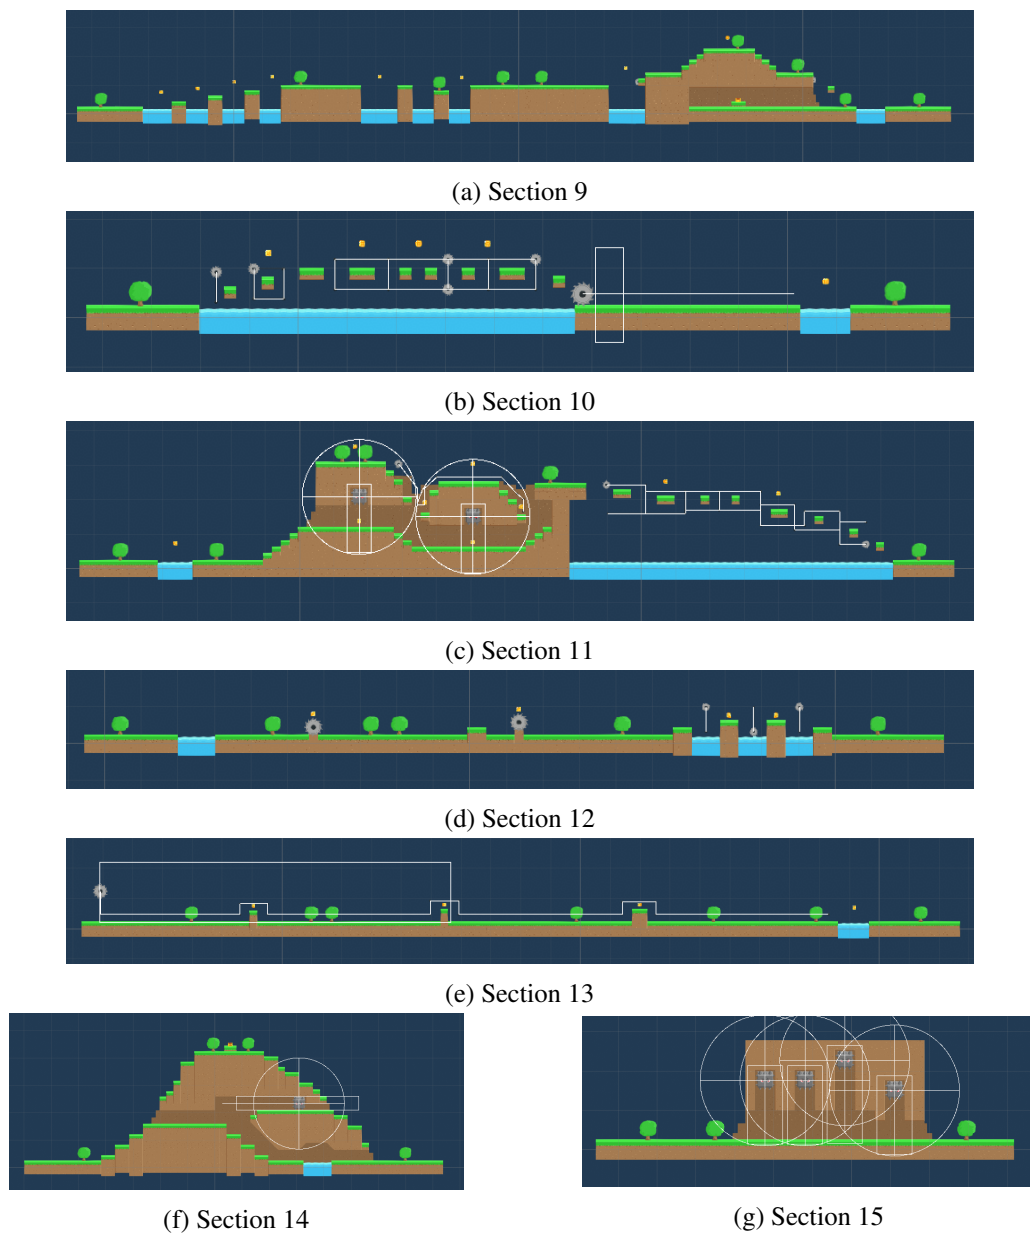 (a) Section 9
(b) Section 10
(c) Section 11
(d) Section 12
(e) Section 13
(f) Section 14
(g) Section 15